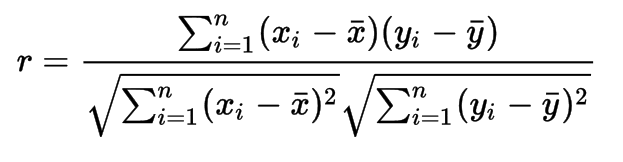 r = \frac{\sum_{i=1}^{n}(x_i - \bar{x})(y_i - \bar{y})}{\sqrt{\sum_{i=1}^{n}(x_i - \bar{x})^2}\sqrt{\sum_{i=1}^{n}(y_i - \bar{y})^2}}